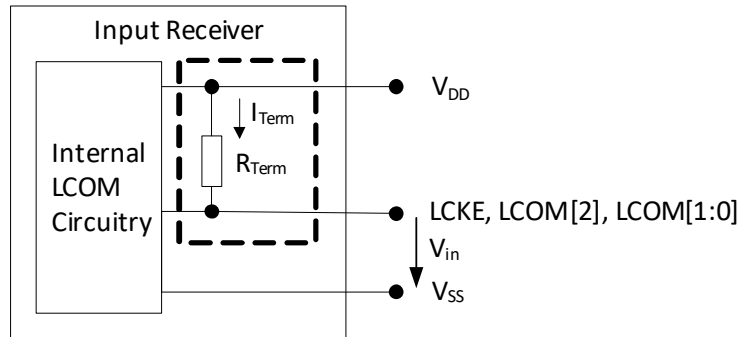 Input Receiver
V_DD
I_Term
R_Term
Internal
LCOM
Circuitry
LCKE, LCOM[2], LCOM[1:0]
V_in
V_SS